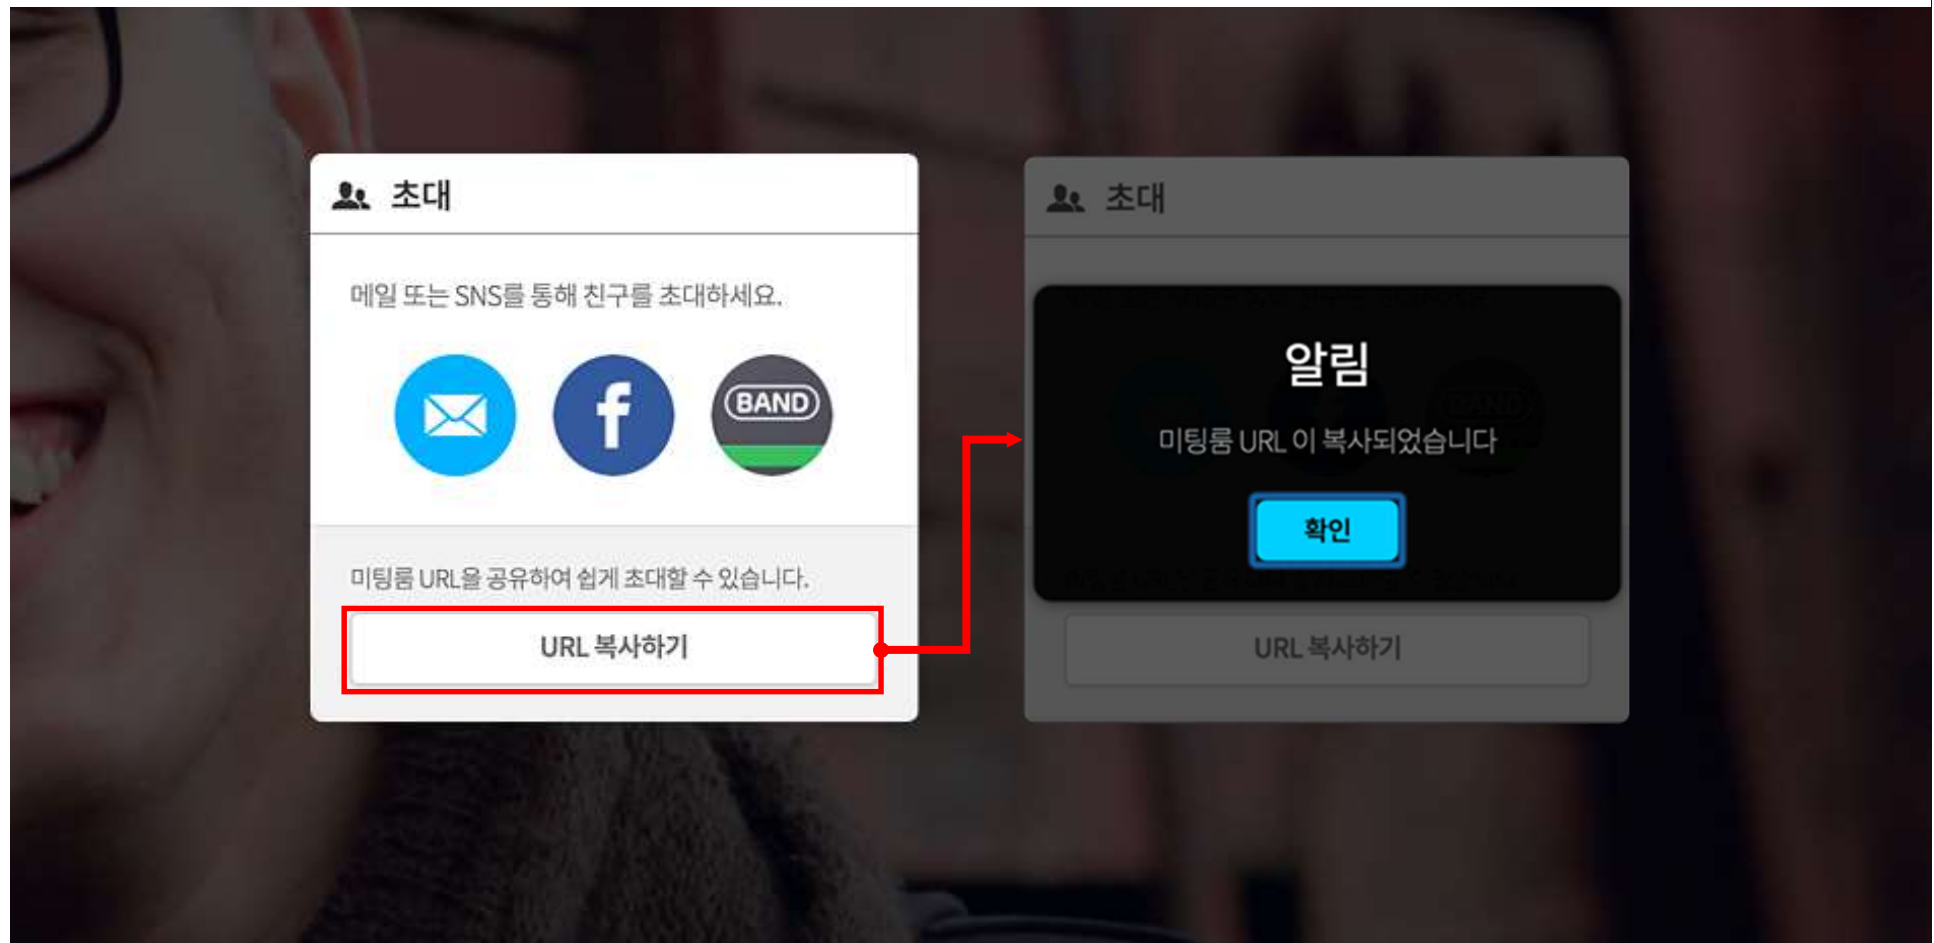 초대
메일 또는 SNS를 통해 친구를 초대하세요.
f
BAND
미팅룸 URL을 공유하여 쉽게 초대할 수 있습니다.
URL 복사하기
초대
알림
BAND
미팅룸 URL 이 복사되었습니다
확인
URL 복사하기